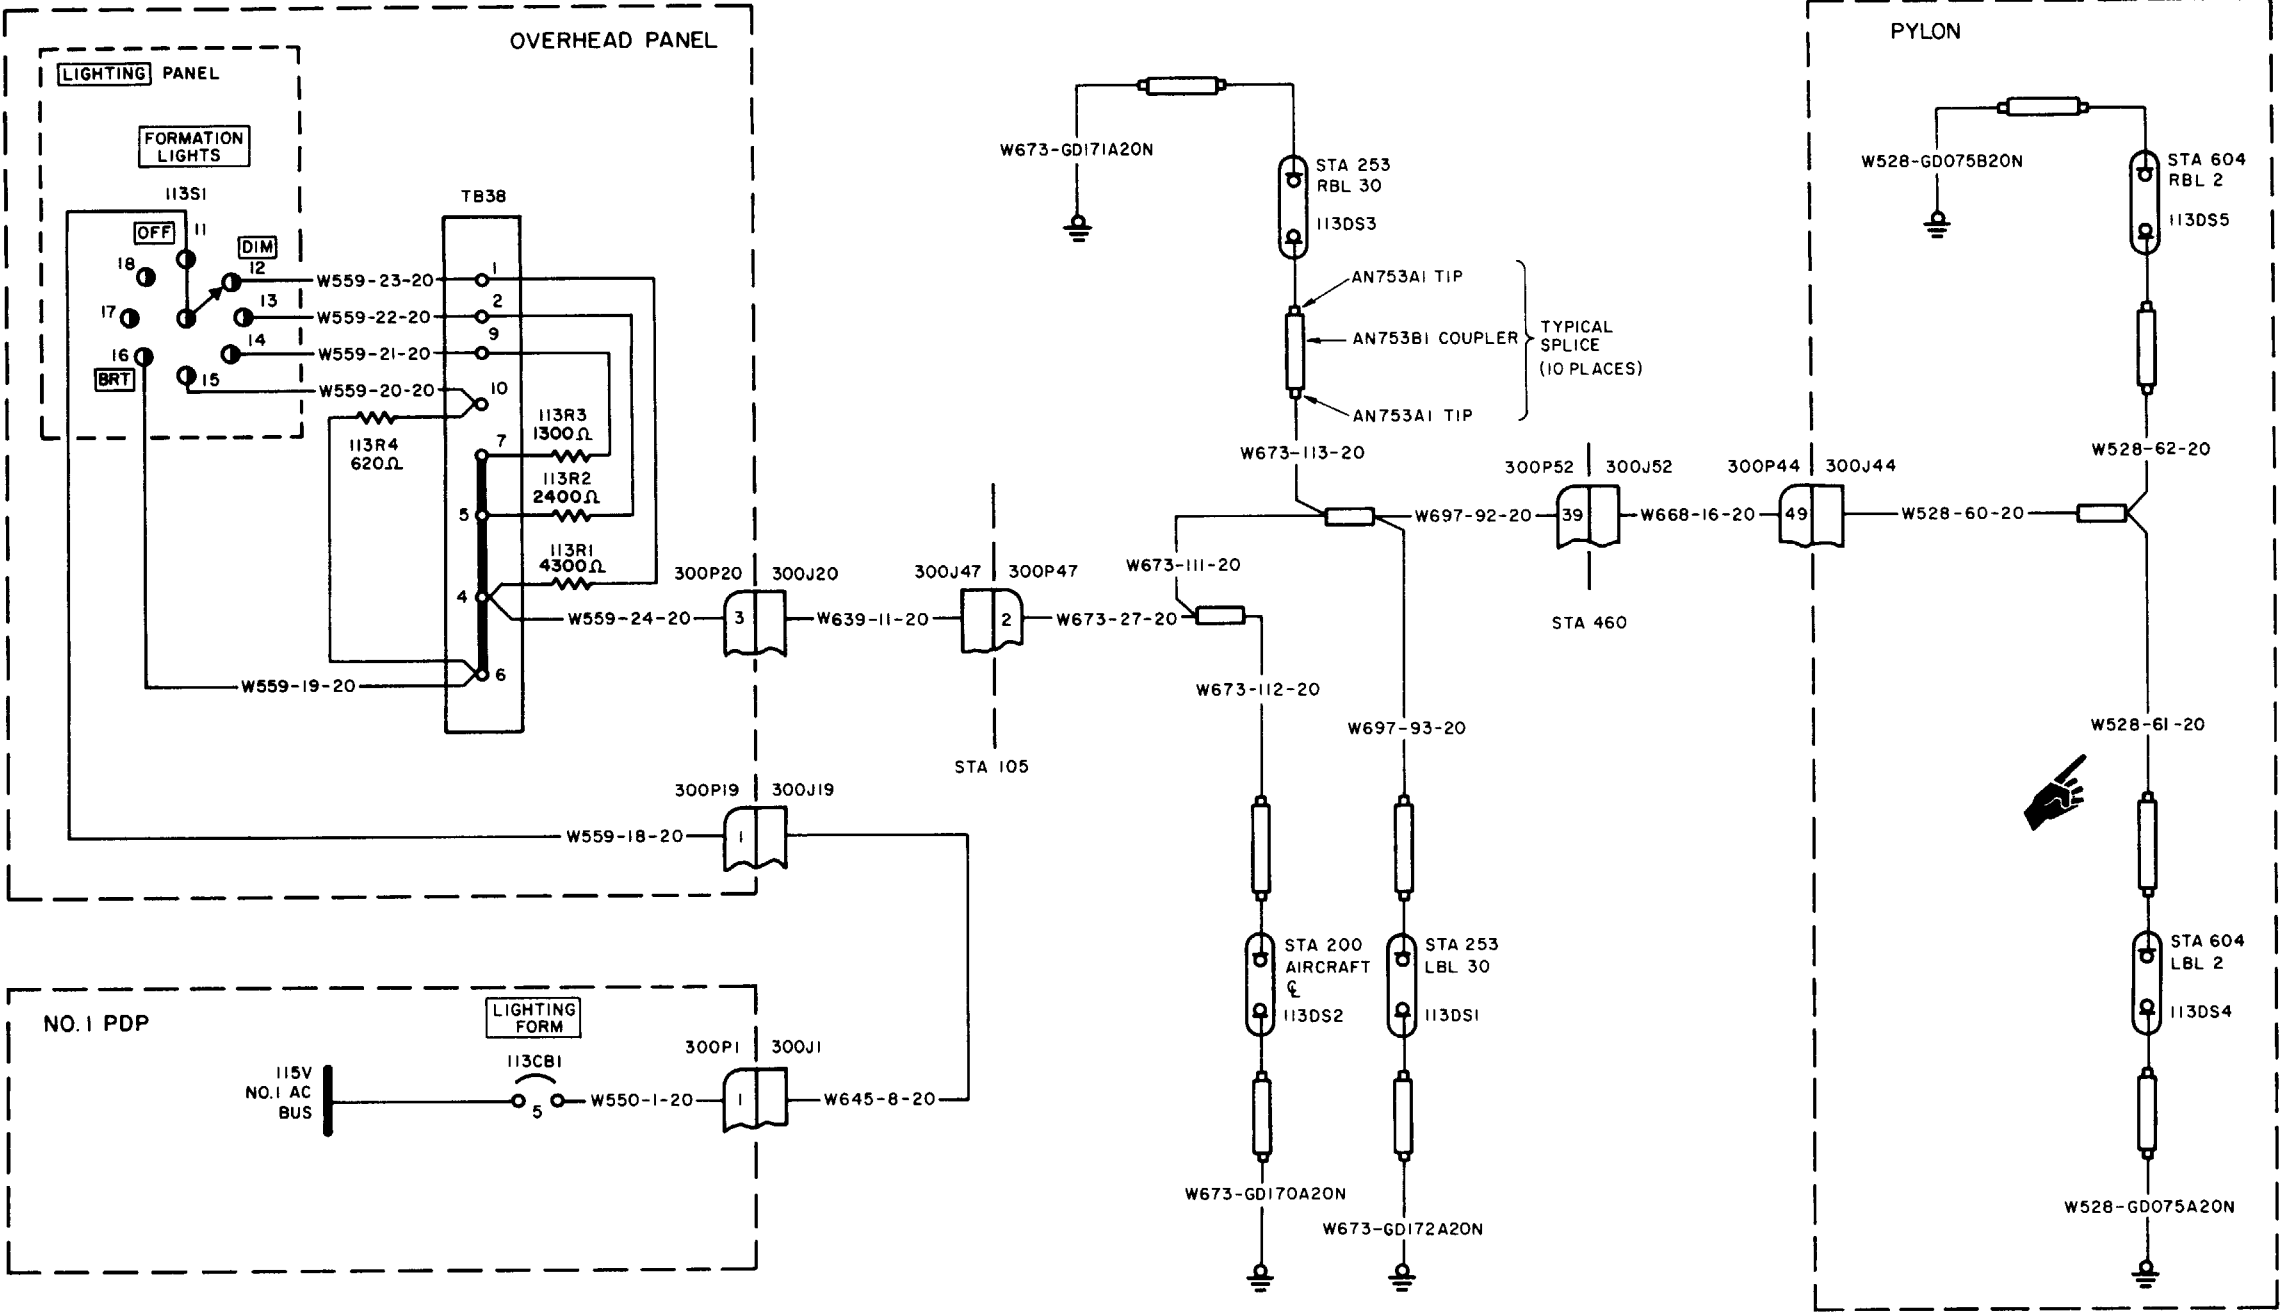 OVERHEAD PANEL
LIGHTING PANEL
FORMATION
LIGHTS
113S1
OFF
11
DIM
12
13
14
15
16
17
18
BRT
W559-23-20
W559-22-20
W559-21-20
W559-20-20
TB38
1
2
9
10
7
5
4
6
113R4
620Ω
113R3
1300Ω
113R2
2400Ω
113R1
4300Ω
W559-24-20
W559-19-20
300P20
300J20
3
W639-11-20
300J47
300P47
2
W673-27-20
STA 105
300P19
300J19
W559-18-20
1
NO.1 PDP
LIGHTING
FORM
113CB1
5
115V
NO.1 AC
BUS
W550-1-20
300P1
300J1
1
W645-8-20
W673-GD171A20N
STA 253
RBL 30
113DS3
AN753A1 TIP
AN753B1 COUPLER
AN753A1 TIP
TYPICAL
SPLICE
(10 PLACES)
W673-113-20
W673-111-20
W673-112-20
W697-92-20
W697-93-20
300P52
300J52
39
STA 460
W668-16-20
300P44
300J44
49
W528-60-20
STA 200
AIRCRAFT
℄
113DS2
STA 253
LBL 30
113DS1
W673-GD170A20N
W673-GD172A20N
PYLON
W528-GD075B20N
STA 604
RBL 2
113DS5
W528-62-20
W528-61-20
STA 604
LBL 2
113DS4
W528-GD075A20N